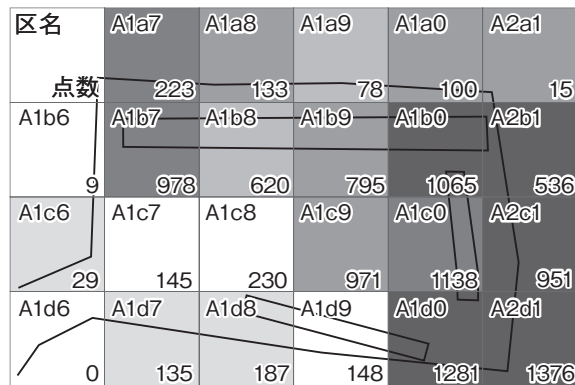 区名 A1a7 A1a8 A1a9 A1a0 A2a1
点数 223 133 78 100 15
A1b6 A1b7 A1b8 A1b9 A1b0 A2b1
9 978 620 795 1065 536
A1c6 A1c7 A1c8 A1c9 A1c0 A2c1
29 145 230 971 1138 951
A1d6 A1d7 A1d8 A1d9 A1d0 A2d1
0 135 187 148 1281 1376